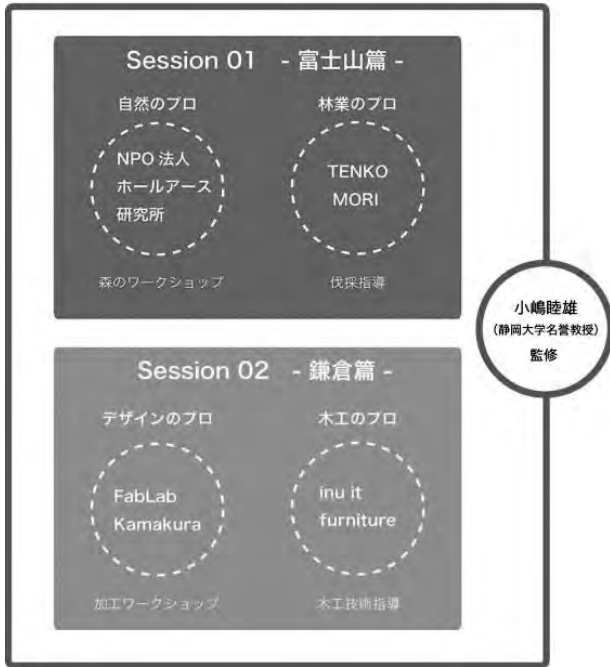 Session 01 - 富士山篇 -
自然のプロ
NPO 法人
ホールアース
研究所
森のワークショップ
林業のプロ
TENKO
MORI
伐採指導
Session 02 - 鎌倉篇 -
デザインのプロ
FabLab
Kamakura
加工ワークショップ
木工のプロ
inu it
furniture
木工技術指導
小嶋睦雄
(静岡大学名誉教授)
監修